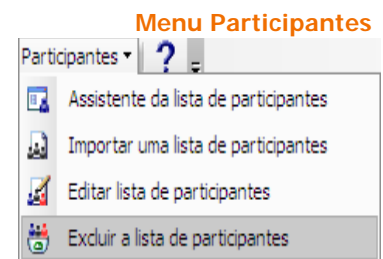 Menu Participantes
Participantes ?
Assistente da lista de participantes
Importar uma lista de participantes
Editar lista de participantes
Excluir a lista de participantes